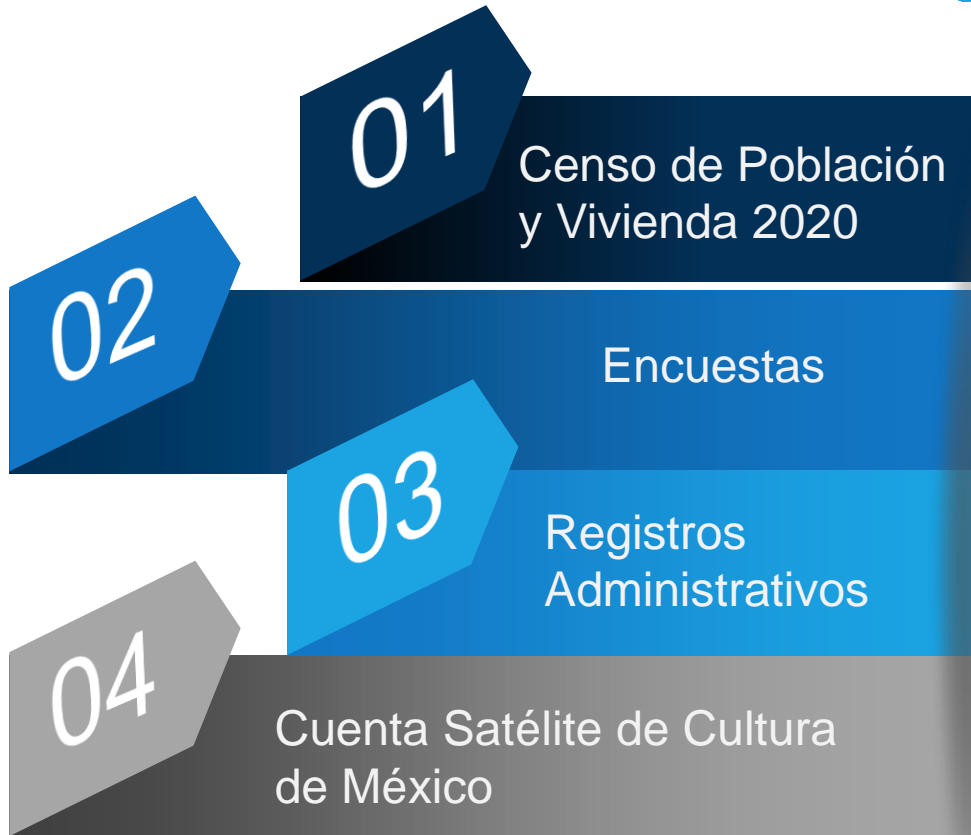 01
Censo de Población
y Vivienda 2020
02
Encuestas
03
Registros
Administrativos
04
Cuenta Satélite de Cultura
de México